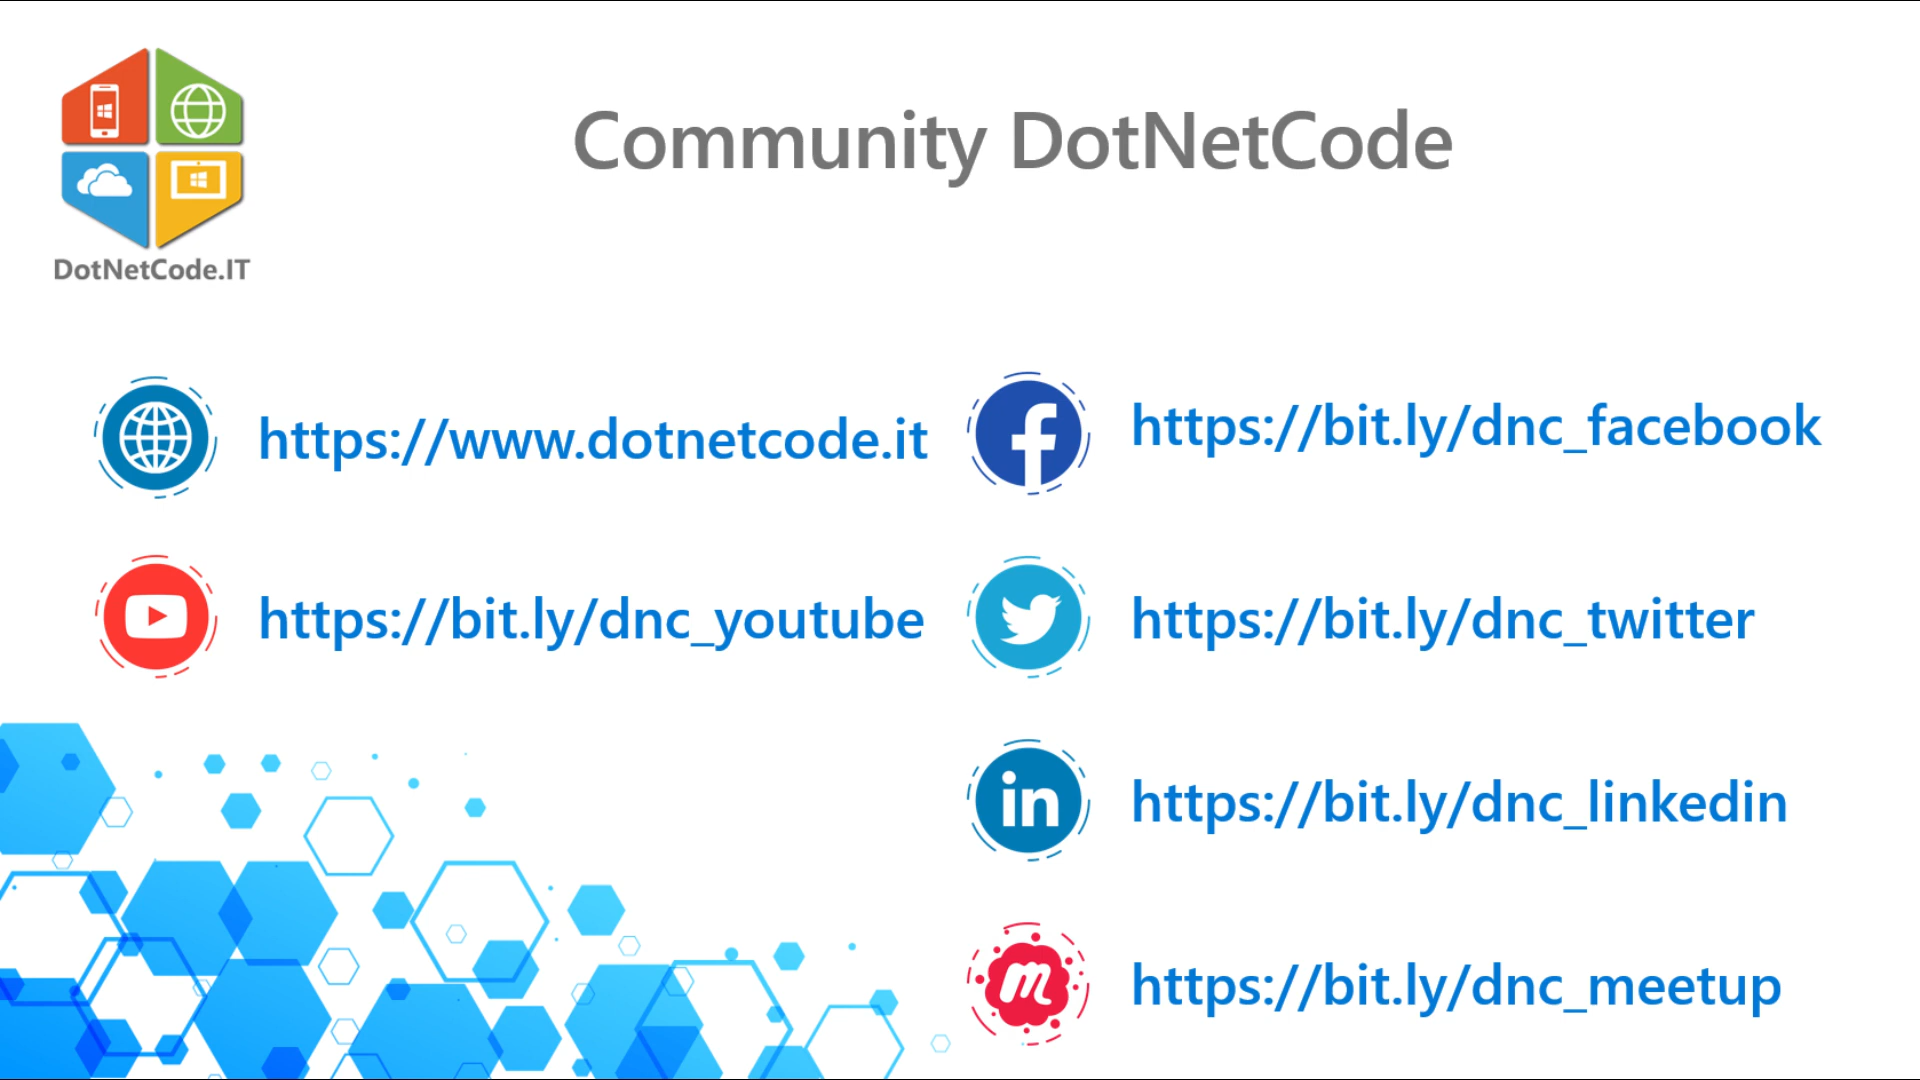 Community DotNetCode
DotNetCode.IT
https://www.dotnetcode.it
https://bit.ly/dnc_youtube
https://bit.ly/dnc_facebook
https://bit.ly/dnc_twitter
in
https://bit.ly/dnc_linkedin
m
https://bit.ly/dnc_meetup